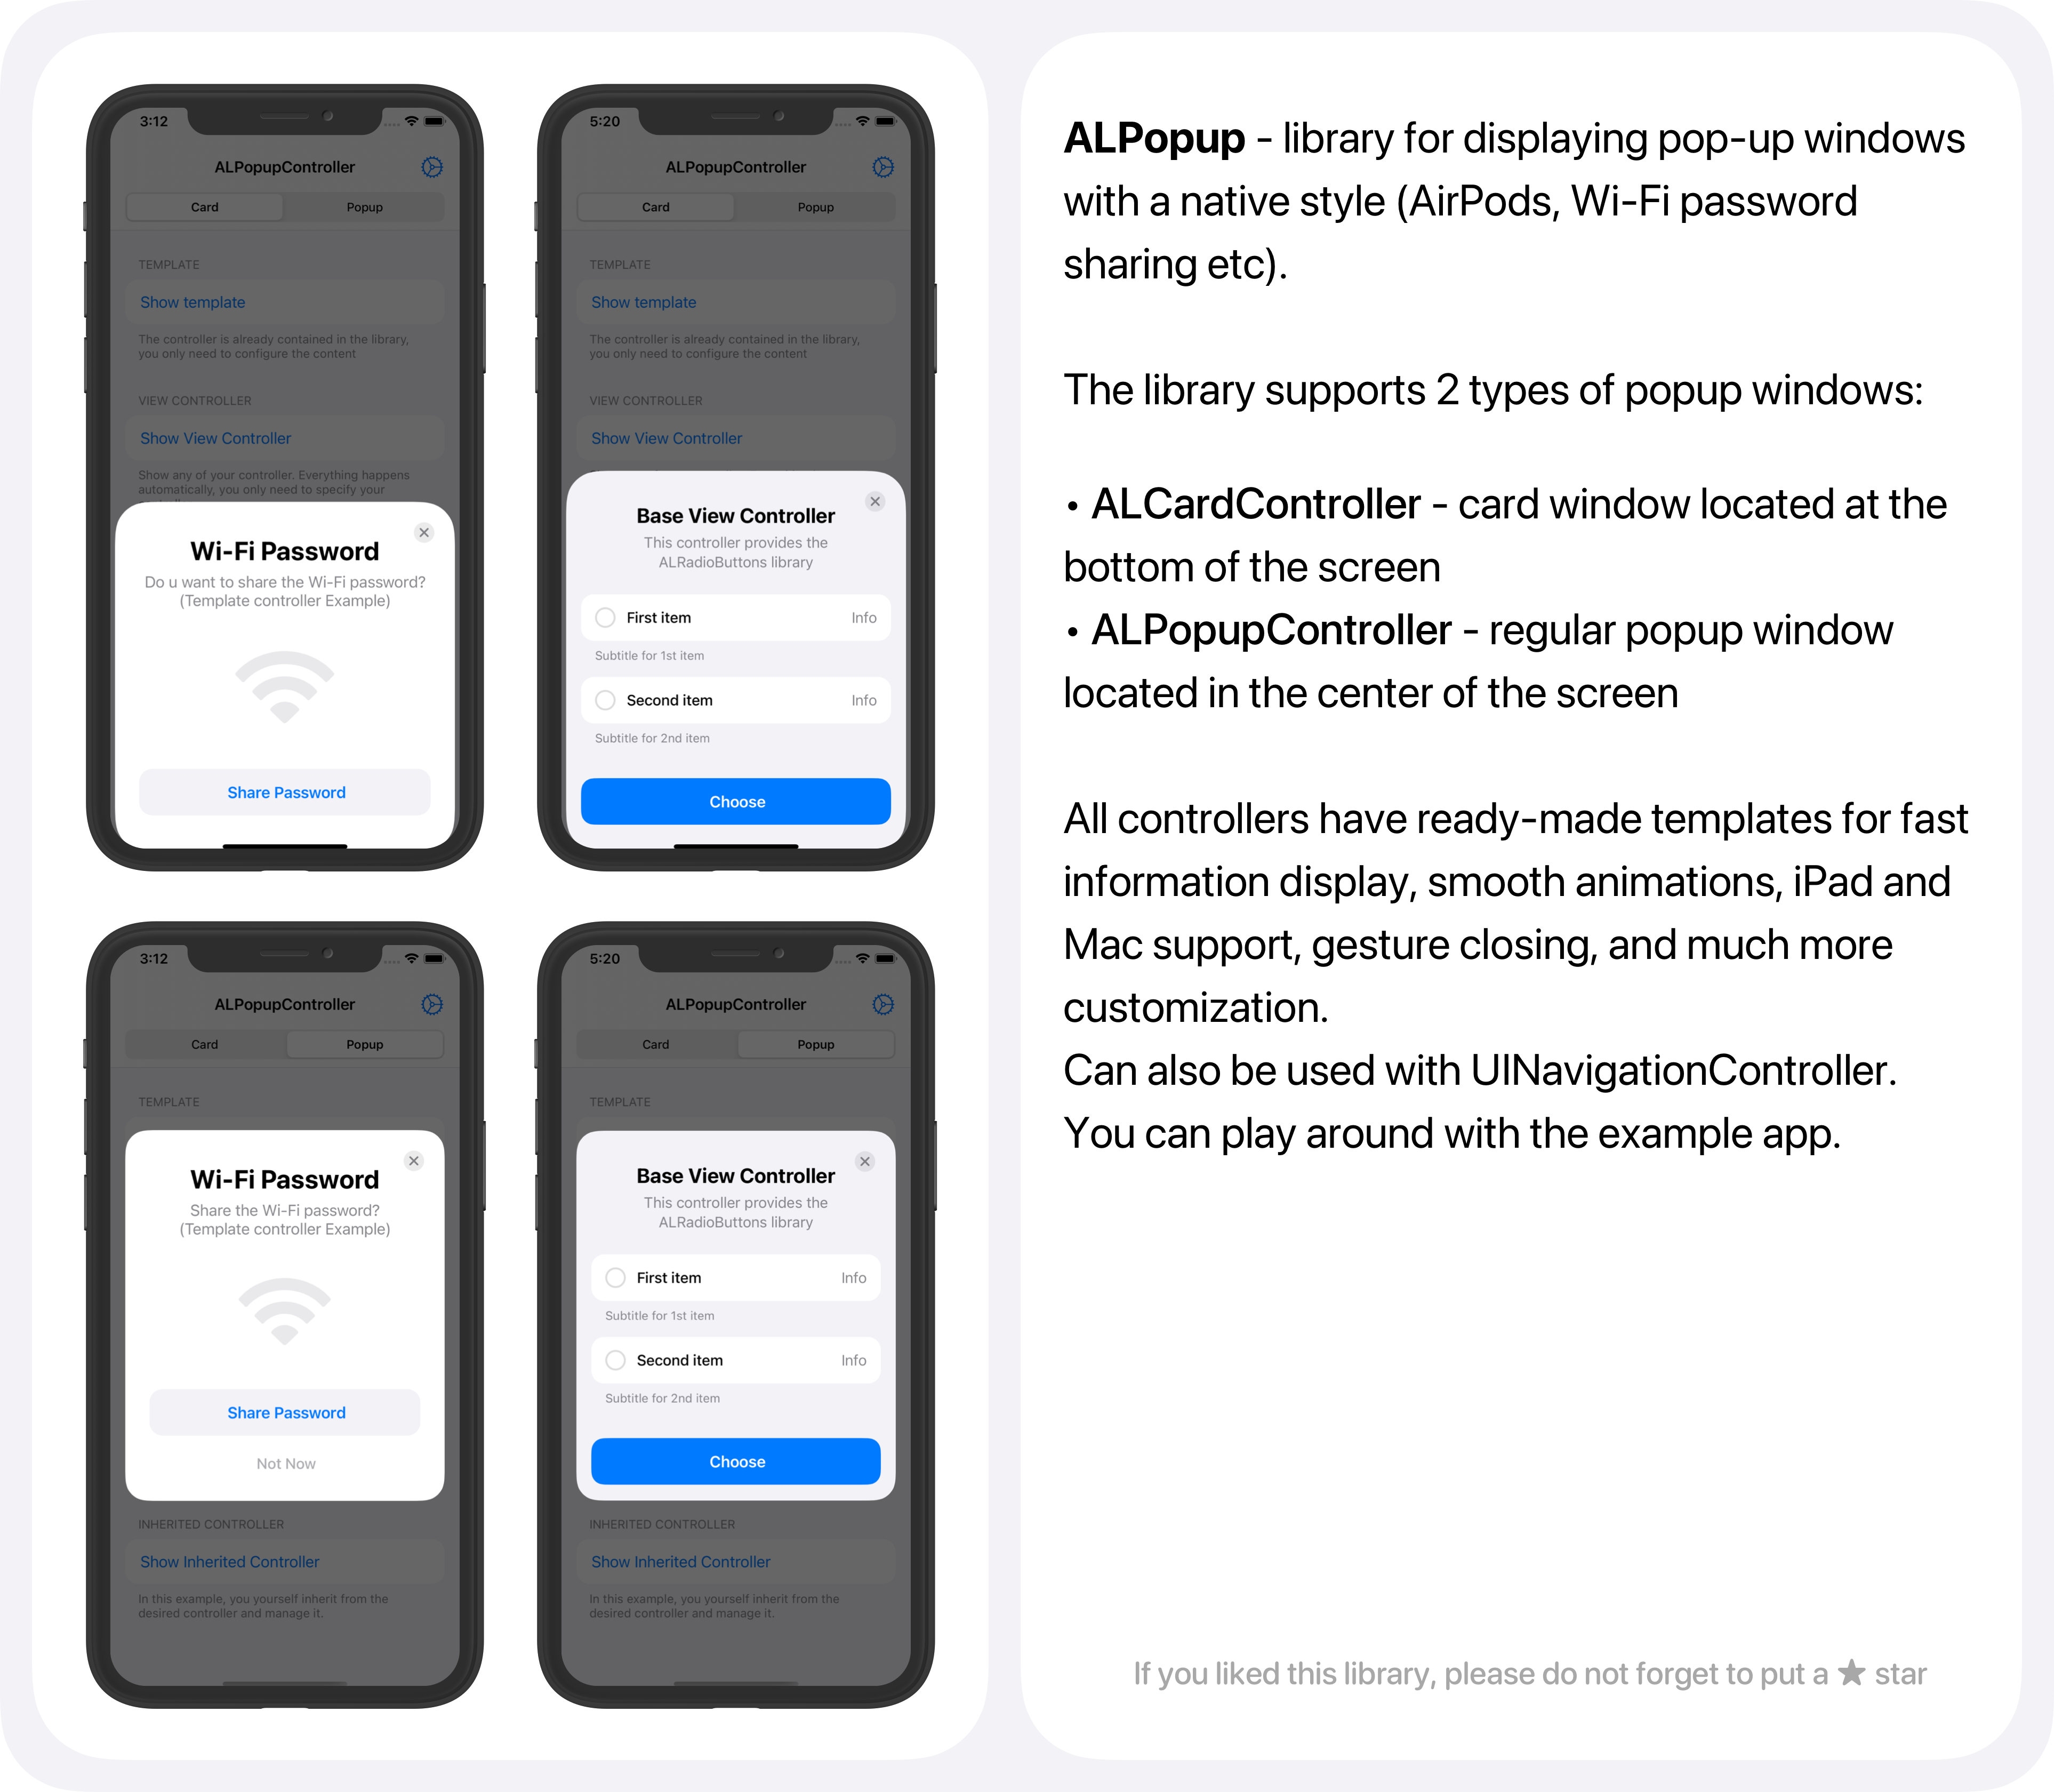 3:12
ALPopupController
Card Popup
TEMPLATE
Show template
The controller is already contained in the library,
you only need to configure the content
VIEW CONTROLLER
Show View Controller
Show any of your controller. Everything happens
automatically, you only need to specify your
Wi-Fi Password
Do u want to share the Wi-Fi password?
(Template controller Example)
Share Password
5:20
ALPopupController
Card Popup
TEMPLATE
Show template
The controller is already contained in the library,
you only need to configure the content
VIEW CONTROLLER
Show View Controller
Base View Controller
This controller provides the
ALRadioButtons library
First item Info
Subtitle for 1st item
Second item Info
Subtitle for 2nd item
Choose
3:12
ALPopupController
Card Popup
TEMPLATE
Wi-Fi Password
Share the Wi-Fi password?
(Template controller Example)
Share Password
Not Now
INHERITED CONTROLLER
Show Inherited Controller
In this example, you yourself inherit from the
desired controller and manage it.
5:20
ALPopupController
Card Popup
TEMPLATE
Base View Controller
This controller provides the
ALRadioButtons library
First item Info
Subtitle for 1st item
Second item Info
Subtitle for 2nd item
Choose
INHERITED CONTROLLER
Show Inherited Controller
In this example, you yourself inherit from the
desired controller and manage it.
ALPopup - library for displaying pop-up windows
with a native style (AirPods, Wi-Fi password
sharing etc).
The library supports 2 types of popup windows:
• ALCardController - card window located at the
bottom of the screen
• ALPopupController - regular popup window
located in the center of the screen
All controllers have ready-made templates for fast
information display, smooth animations, iPad and
Mac support, gesture closing, and much more
customization.
Can also be used with UINavigationController.
You can play around with the example app.
If you liked this library, please do not forget to put a ★ star